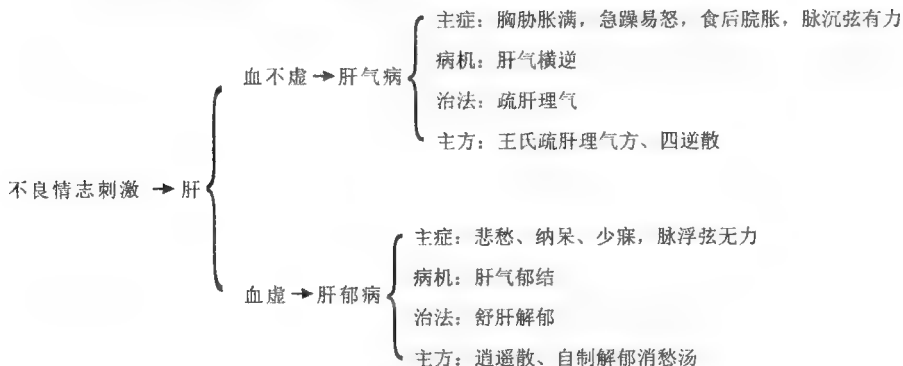 主症：胸胁胀满，急躁易怒，食后脘胀，脉沉弦有力
血不虚→肝气病
病机：肝气横逆
治法：疏肝理气
主方：王氏疏肝理气方、四逆散
不良情志刺激→肝
主症：悲愁、纳呆、少寐，脉浮弦无力
血虚→肝郁病
病机：肝气郁结
治法：舒肝解郁
主方：逍遥散、自制解郁消愁汤